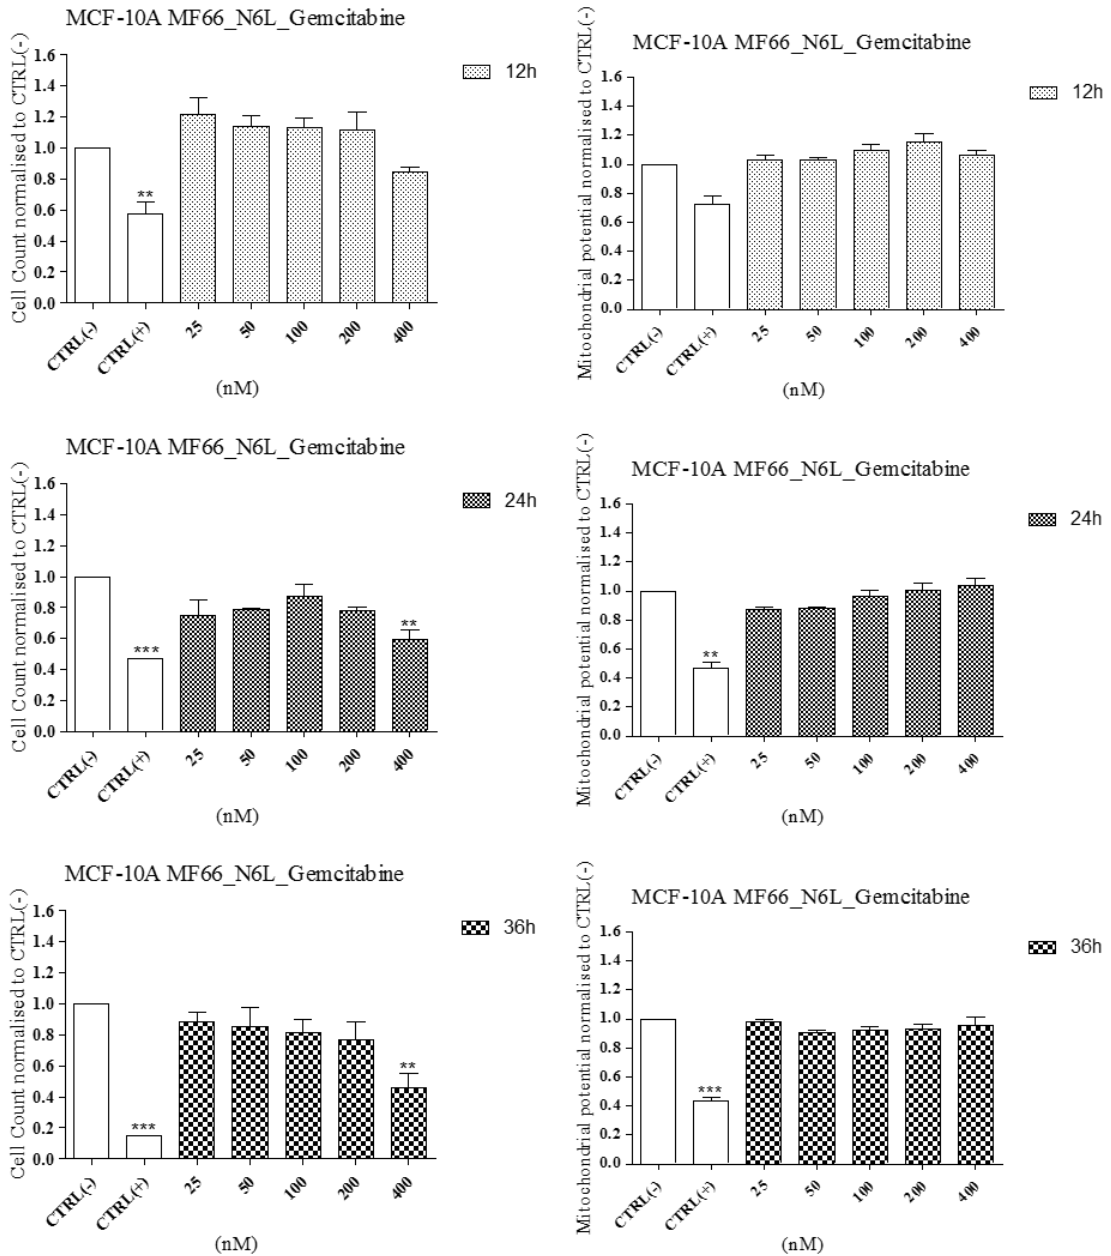 MCF-10A MF66_N6L_Gemcitabine
Cell Count normalised to CTRL(-)
1.6
1.4
1.2
1.0
0.8
0.6
0.4
0.2
0.0
**
12h
CTRL(-) CTRL(+) 25 50 100 200 400
(nM)
MCF-10A MF66_N6L_Gemcitabine
Mitochondrial potential normalised to CTRL(-)
1.6
1.4
1.2
1.0
0.8
0.6
0.4
0.2
0.0
12h
CTRL(-) CTRL(+) 25 50 100 200 400
(nM)
MCF-10A MF66_N6L_Gemcitabine
Cell Count normalised to CTRL(-)
1.6
1.4
1.2
1.0
0.8
0.6
0.4
0.2
0.0
*** **
24h
CTRL(-) CTRL(+) 25 50 100 200 400
(nM)
MCF-10A MF66_N6L_Gemcitabine
Mitochondrial potential normalised to CTRL(-)
1.6
1.4
1.2
1.0
0.8
0.6
0.4
0.2
0.0
**
24h
CTRL(-) CTRL(+) 25 50 100 200 400
(nM)
MCF-10A MF66_N6L_Gemcitabine
Cell Count normalised to CTRL(-)
1.6
1.4
1.2
1.0
0.8
0.6
0.4
0.2
0.0
*** **
36h
CTRL(-) CTRL(+) 25 50 100 200 400
(nM)
MCF-10A MF66_N6L_Gemcitabine
Mitochondrial potential normalised to CTRL(-)
1.6
1.4
1.2
1.0
0.8
0.6
0.4
0.2
0.0
***
36h
CTRL(-) CTRL(+) 25 50 100 200 400
(nM)